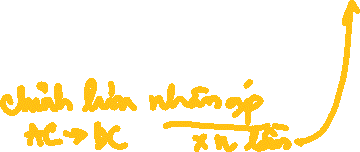 chỉnh lưu nhân áp
AC → DC x n lần